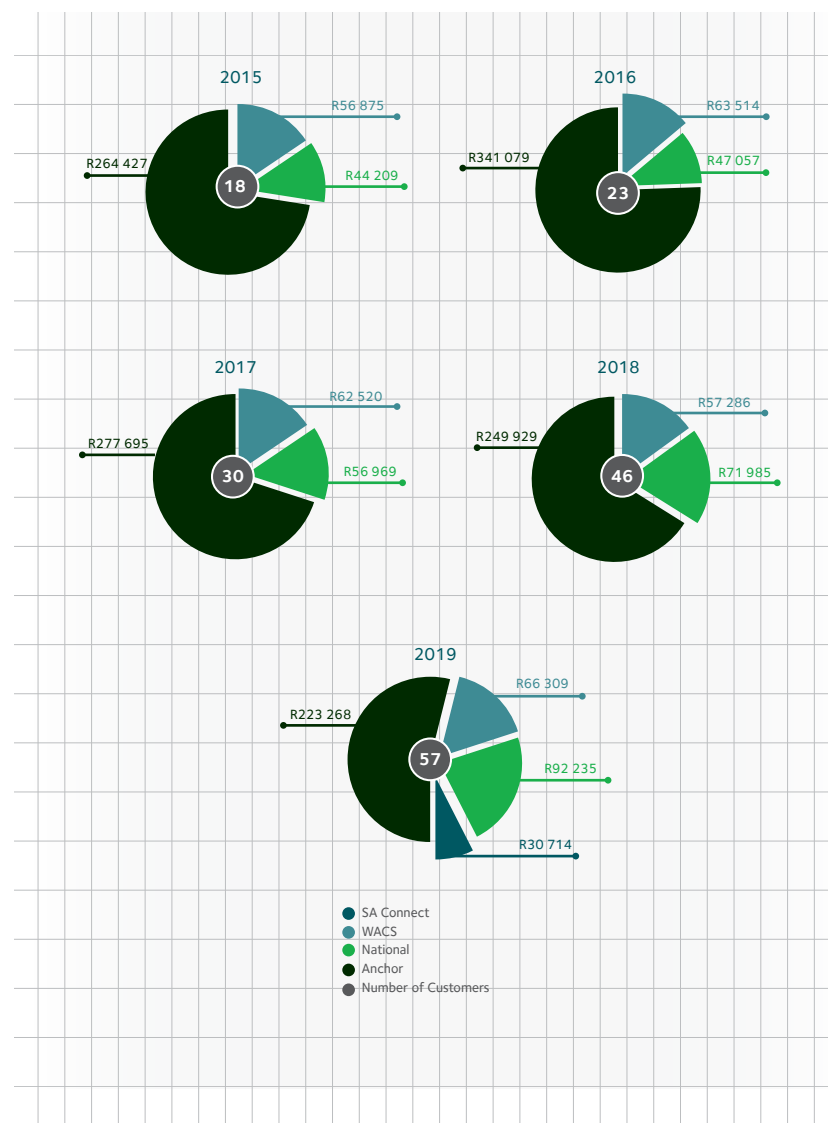 2015
R56 875
R264 427
R44 209
18
2016
R63 514
R341 079
R47 057
23
2017
R62 520
R277 695
R56 969
30
2018
R57 286
R249 929
R71 985
46
2019
R66 309
R223 268
57
R92 235
R30 714
SA Connect
WACS
National
Anchor
Number of Customers